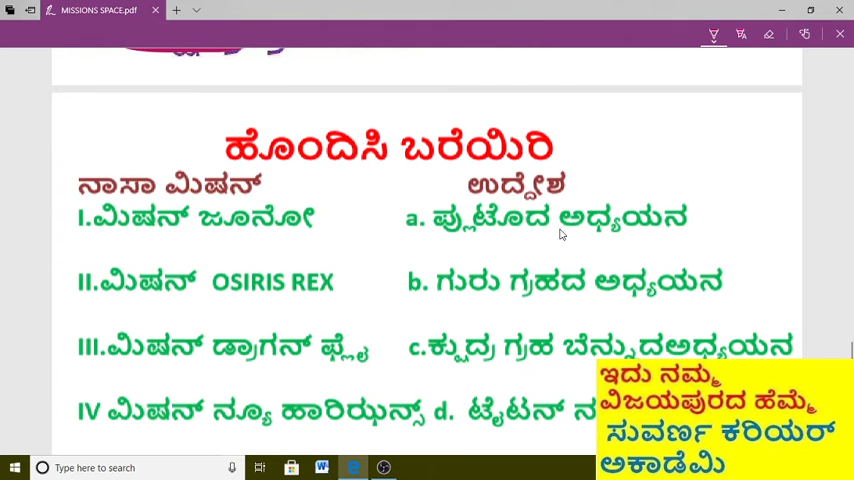 MISSIONS SPACE.pdf
ಹೊಂದಿಸಿ ಬರೆಯಿರಿ
ನಾಸಾ ಮಿಷನ್ ಉದ್ದೇಶ
I.ಮಿಷನ್ ಜೂನೋ a. ಪ್ಲುಟೊದ ಅಧ್ಯಯನ
II.ಮಿಷನ್ OSIRIS REX b. ಗುರು ಗ್ರಹದ ಅಧ್ಯಯನ
III.ಮಿಷನ್ ಡ್ರಾಗನ್ ಫ್ಲೈ c.ಕ್ಷುದ್ರ ಗ್ರಹ ಬೆನ್ನುದಅಧ್ಯಯನ
IV ಮಿಷನ್ ನ್ಯೂ ಹಾರಿಝನ್ಸ್ d. ಟೈಟನ್
ಇದು ನಮ್ಮ
ವಿಜಯಪುರದ ಹೆಮ್ಮೆ
ಸುವರ್ಣ ಕರಿಯರ್
ಅಕಾಡೆಮಿ
Type here to search